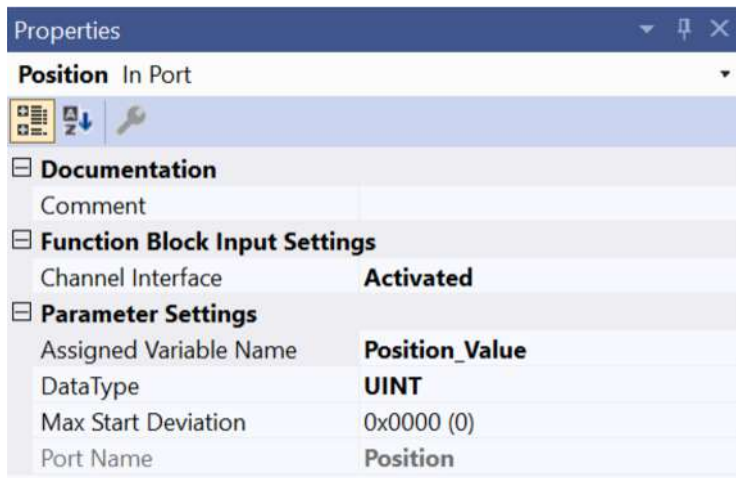 Properties
Position In Port
Documentation
Comment
Function Block Input Settings
Channel Interface Activated
Parameter Settings
Assigned Variable Name Position_Value
DataType UINT
Max Start Deviation 0x0000 (0)
Port Name Position